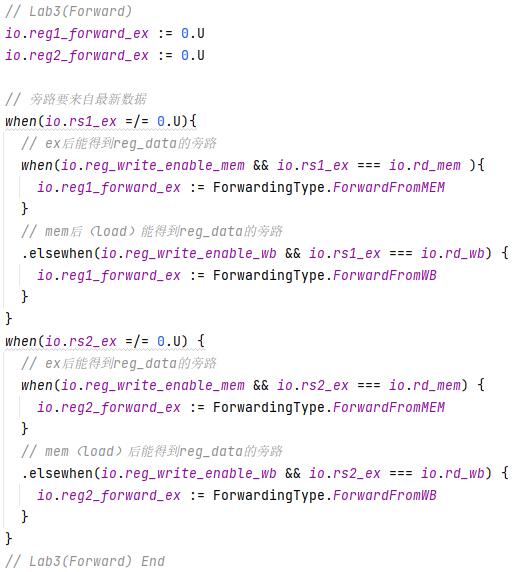 // Lab3(Forward)
io.reg1_forward_ex := 0.U
io.reg2_forward_ex := 0.U

// 旁路要来自最新数据
when(io.rs1_ex =/= 0.U){
  // ex后能得到reg_data的旁路
  when(io.reg_write_enable_mem && io.rs1_ex === io.rd_mem ){
    io.reg1_forward_ex := ForwardingType.ForwardFromMEM
  }
  // mem后（load）能得到reg_data的旁路
  .elsewhen(io.reg_write_enable_wb && io.rs1_ex === io.rd_wb) {
    io.reg1_forward_ex := ForwardingType.ForwardFromWB
  }
}
when(io.rs2_ex =/= 0.U) {
  // ex后能得到reg_data的旁路
  when(io.reg_write_enable_mem && io.rs2_ex === io.rd_mem) {
    io.reg2_forward_ex := ForwardingType.ForwardFromMEM
  }
  // mem（load）后能得到reg_data的旁路
  .elsewhen(io.reg_write_enable_wb && io.rs2_ex === io.rd_wb) {
    io.reg2_forward_ex := ForwardingType.ForwardFromWB
  }
}
// Lab3(Forward) End